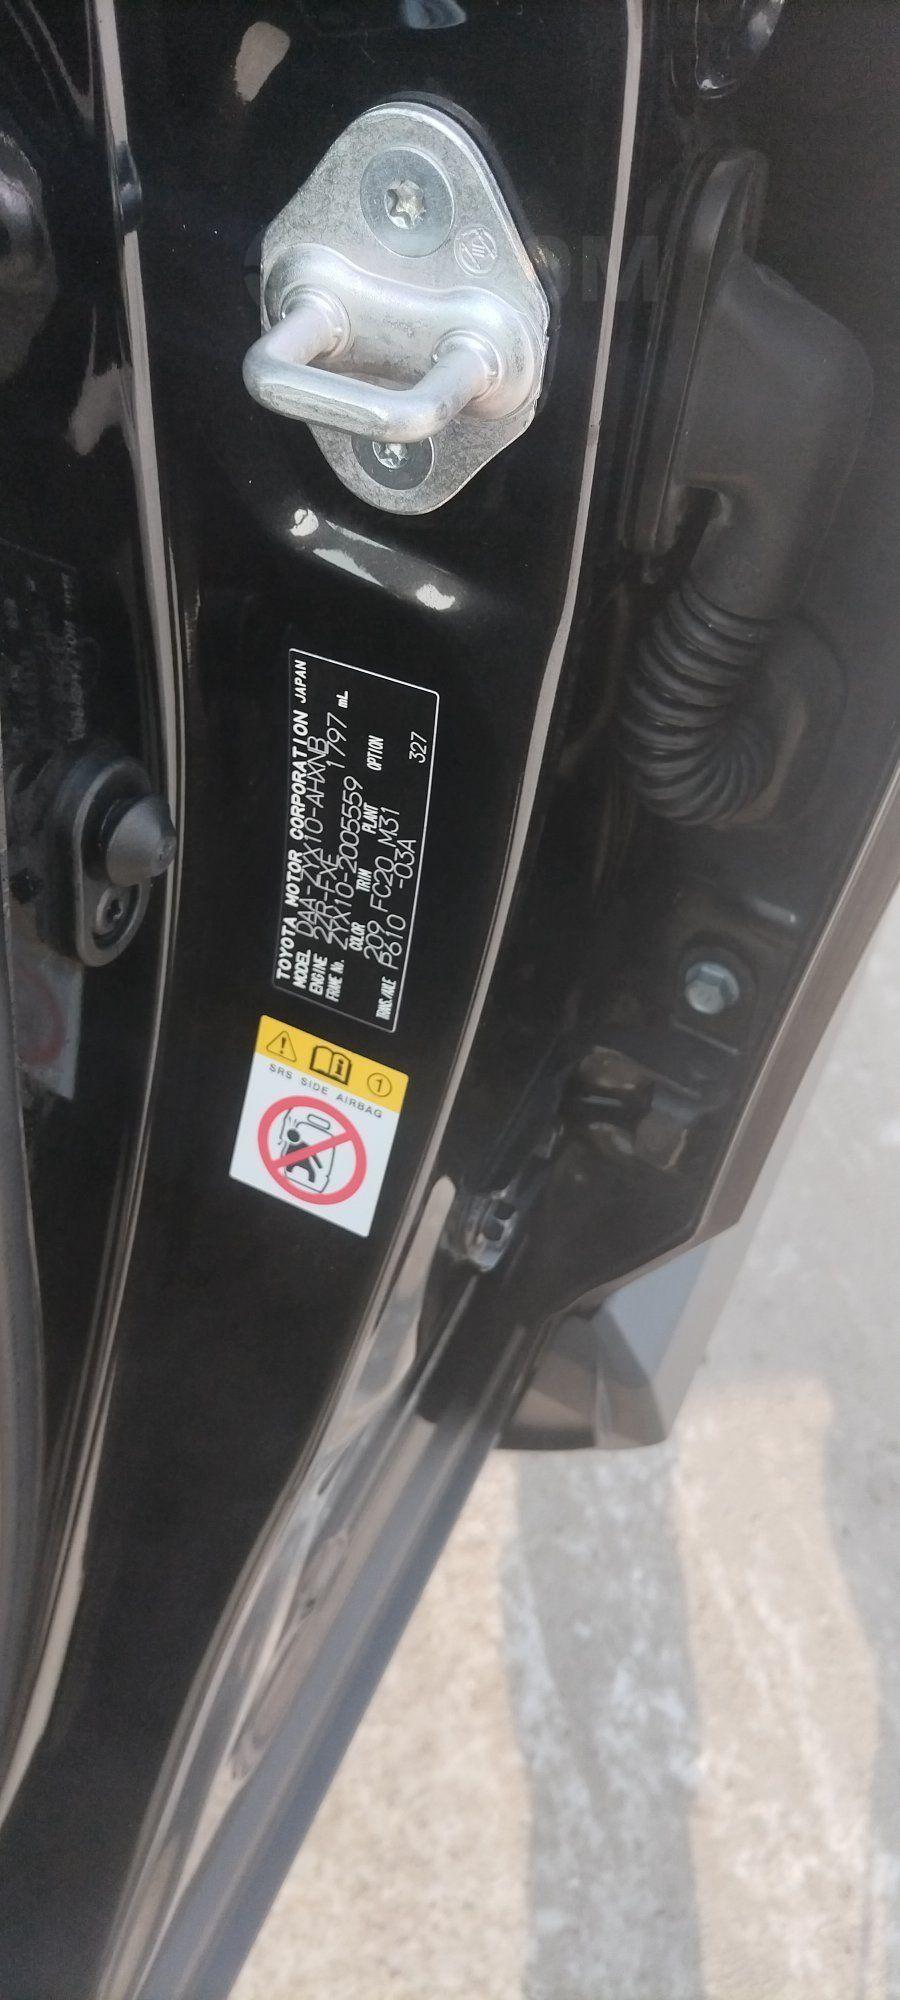 TOYOTA MOTOR CORPORATION JAPAN
MODEL DAA-ZYX10-AHXNB
ENGINE 2ZR-FXE 1797 mL
FRAME No. ZYX10-2005559
COLOR TRIM PLANT OPTION
209 FC20 M31
TRANS./AXLE P610 -03A 327
SRS SIDE AIRBAG